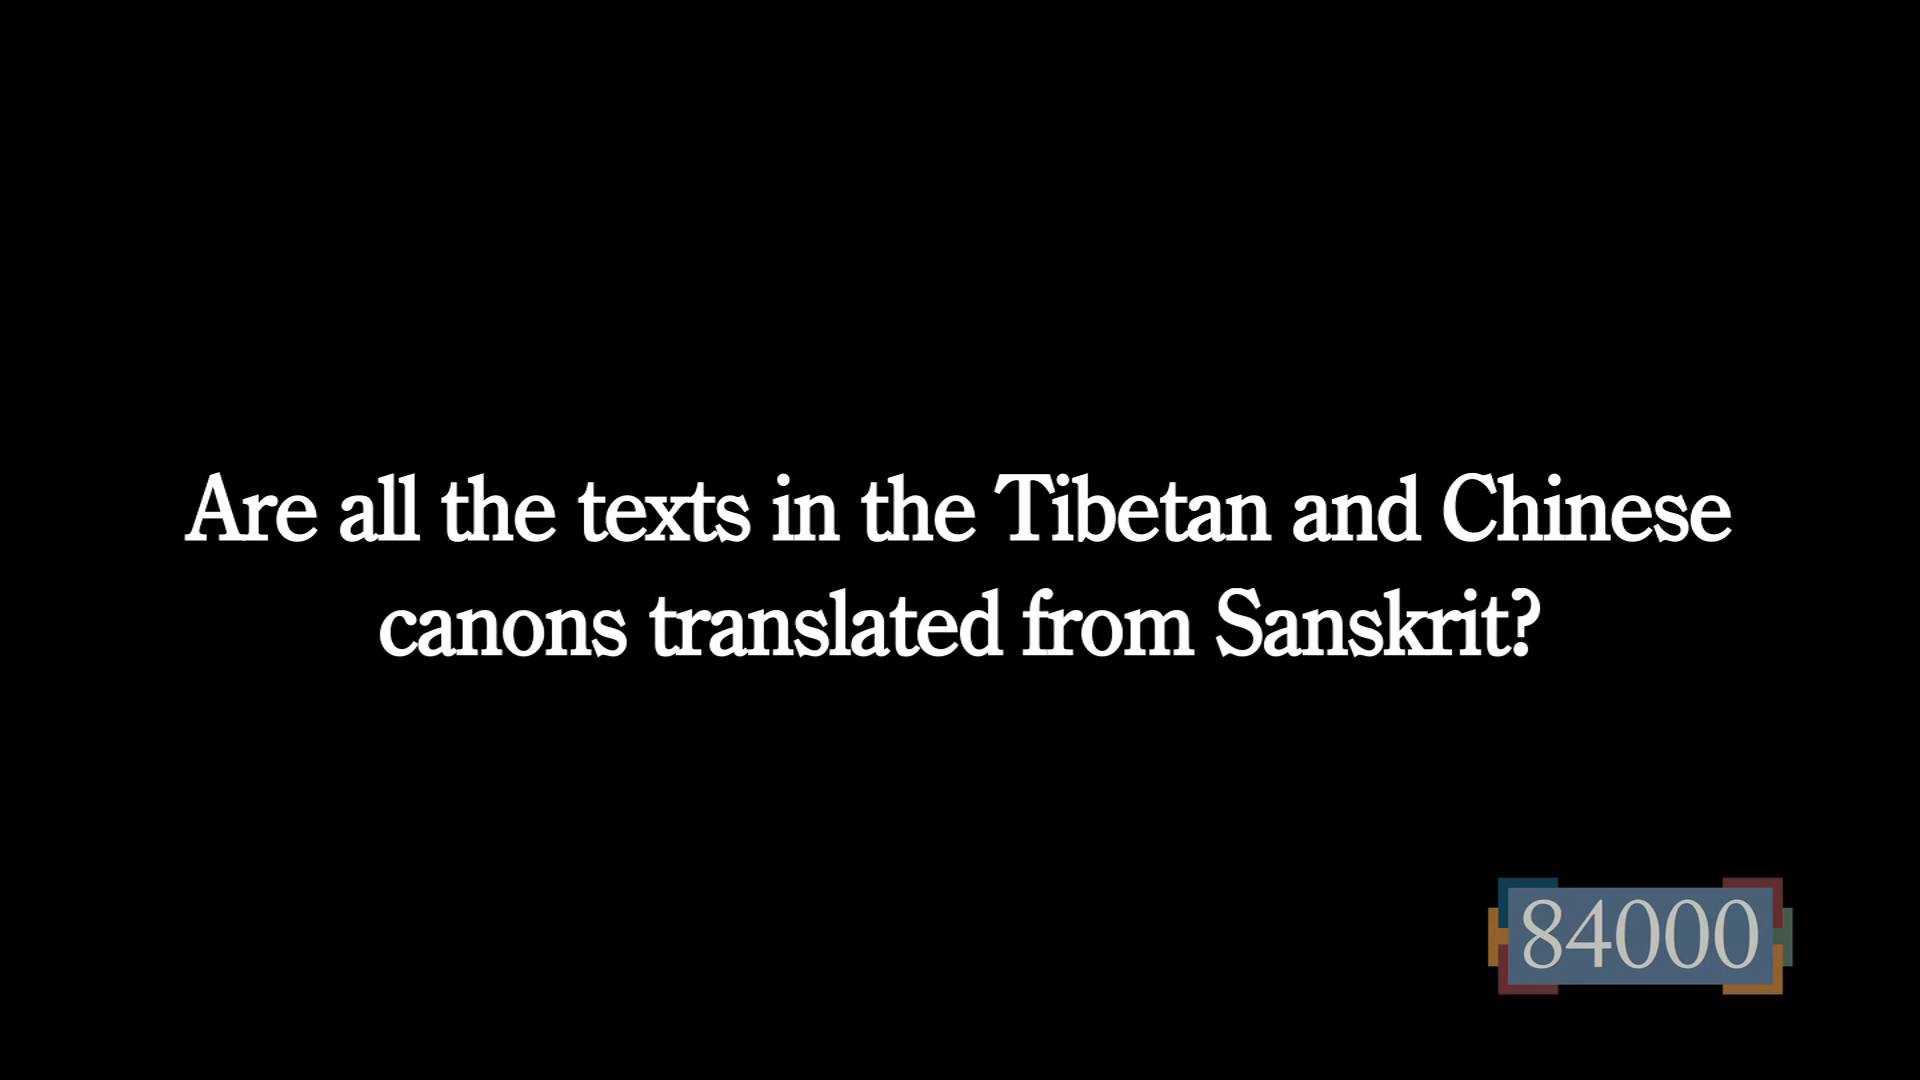 Are all the texts in the Tibetan and Chinese
canons translated from Sanskrit?
84000